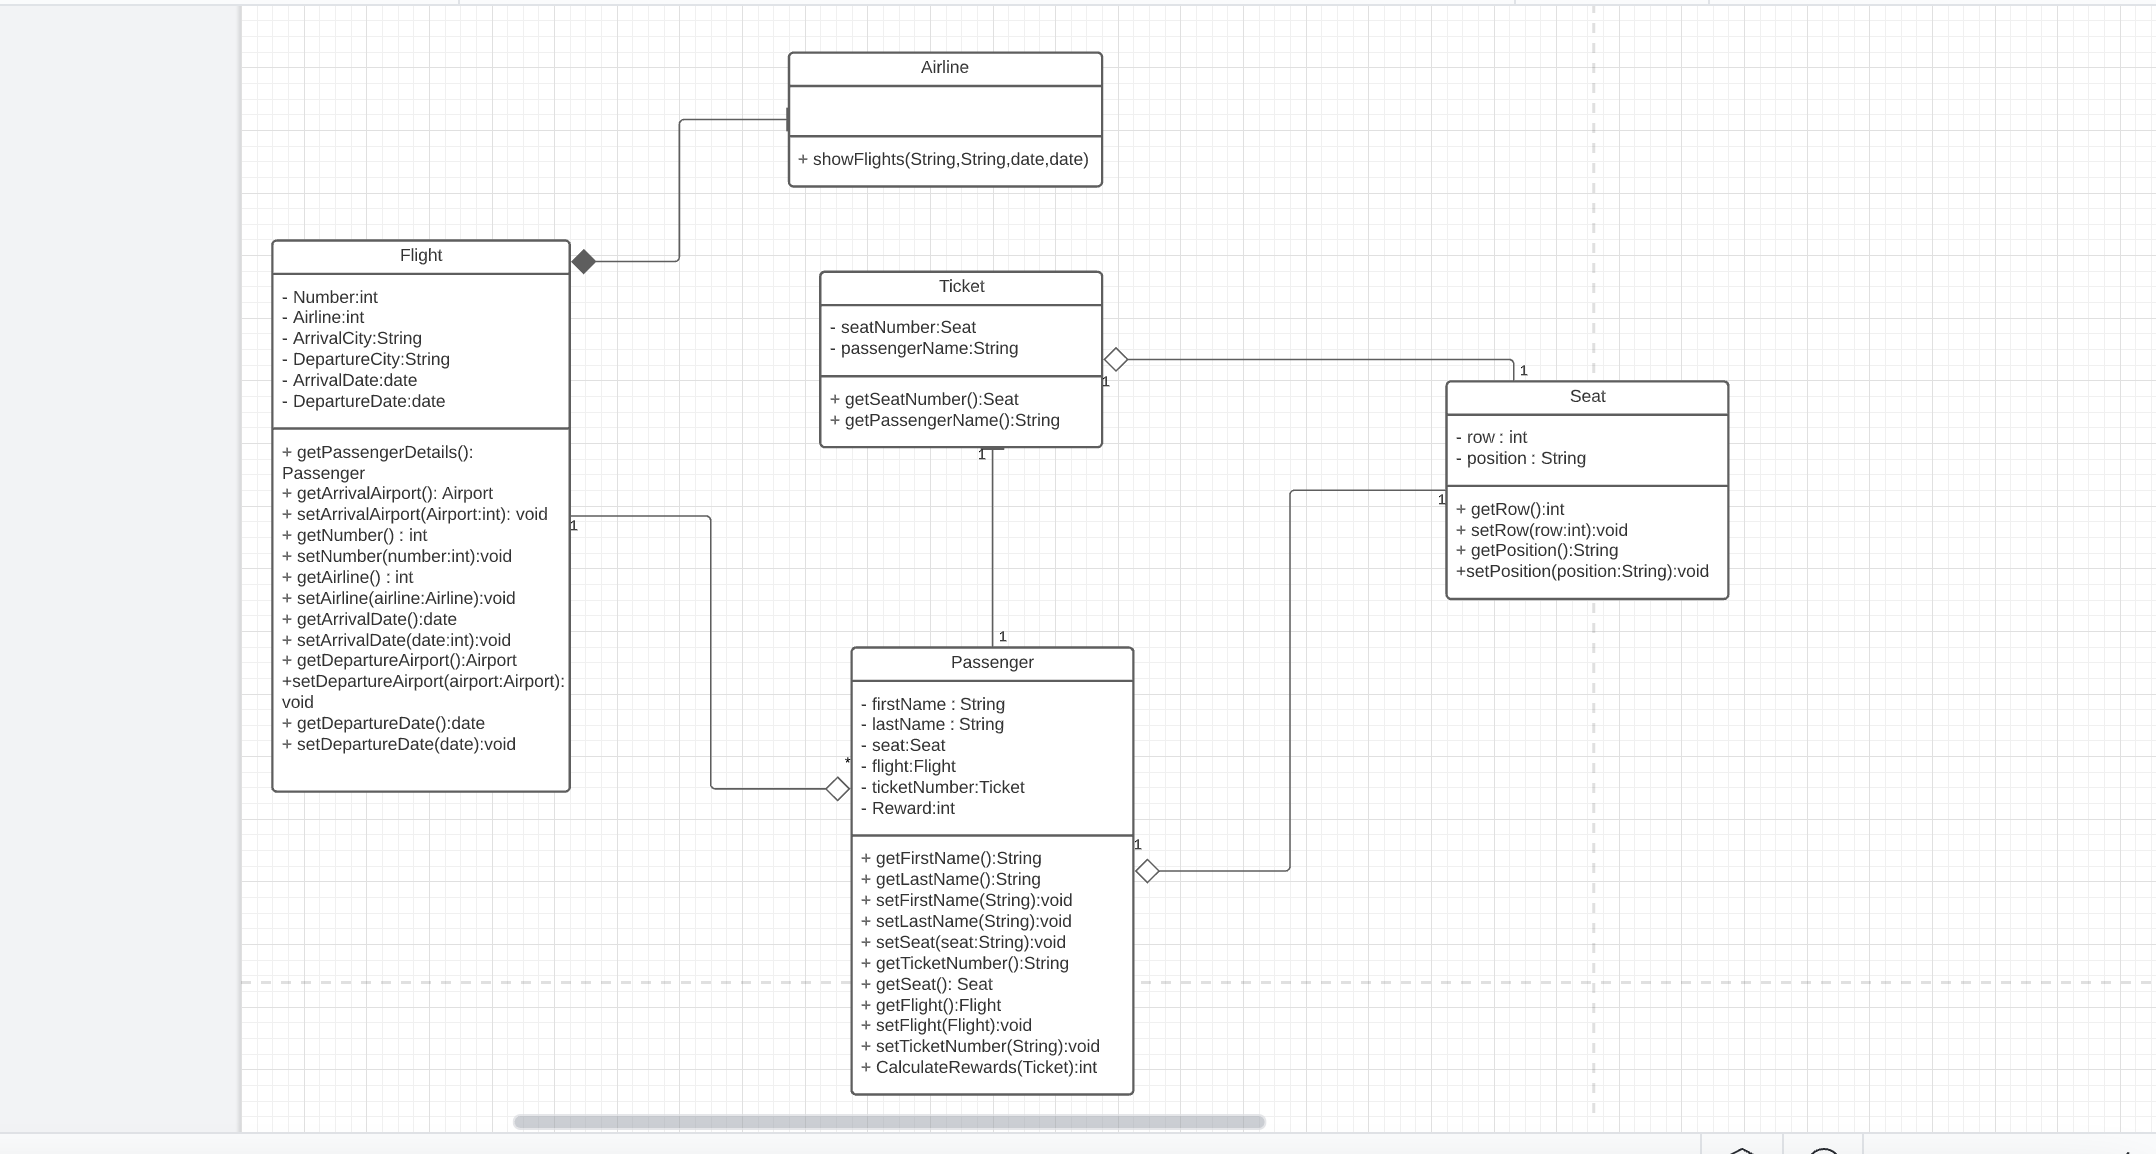 Airline
+ showFlights(String,String,date,date)
Flight
- Number:int
- Airline:int
- ArrivalCity:String
- DepartureCity:String
- ArrivalDate:date
- DepartureDate:date
+ getPassengerDetails():
Passenger
+ getArrivalAirport(): Airport
+ setArrivalAirport(Airport:int): void
+ getNumber() : int
+ setNumber(number:int):void
+ getAirline() : int
+ setAirline(airline:Airline):void
+ getArrivalDate():date
+ setArrivalDate(date:int):void
+ getDepartureAirport():Airport
+setDepartureAirport(airport:Airport):
void
+ getDepartureDate():date
+ setDepartureDate(date):void
1
Ticket
- seatNumber:Seat
- passengerName:String
+ getSeatNumber():Seat
+ getPassengerName():String
1
1
1
Seat
- row : int
- position : String
+ getRow():int
+ setRow(row:int):void
+ getPosition():String
+setPosition(position:String):void
1
1
Passenger
- firstName : String
- lastName : String
- seat:Seat
- flight:Flight
- ticketNumber:Ticket
- Reward:int
*
1
+ getFirstName():String
+ getLastName():String
+ setFirstName(String):void
+ setLastName(String):void
+ setSeat(seat:String):void
+ getTicketNumber():String
+ getSeat(): Seat
+ getFlight():Flight
+ setFlight(Flight):void
+ setTicketNumber(String):void
+ CalculateRewards(Ticket):int